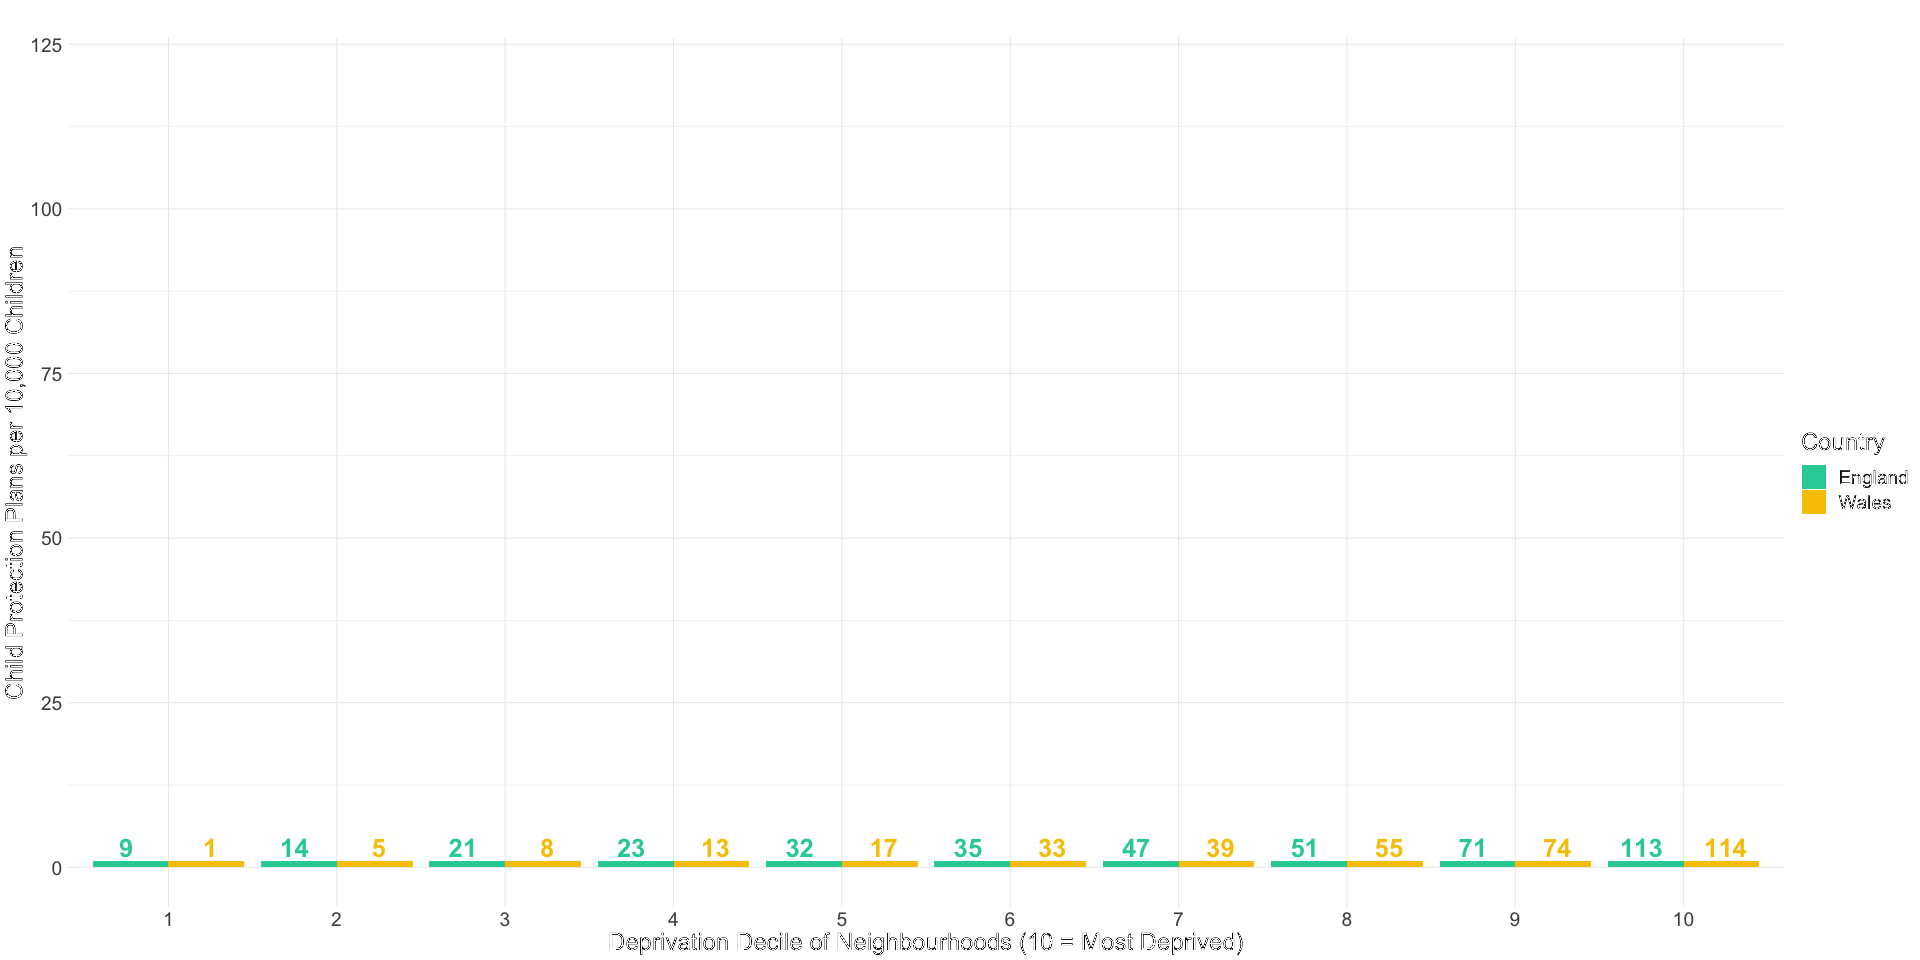 125
100
75
50
25
0
Child Protection Plans per 10,000 Children
9 1 14 5 21 8 23 13 32 17 35 33 47 39 51 55 71 74 113 114
1 2 3 4 5 6 7 8 9 10
Deprivation Decile of Neighbourhoods (10 = Most Deprived)
Country
England
Wales